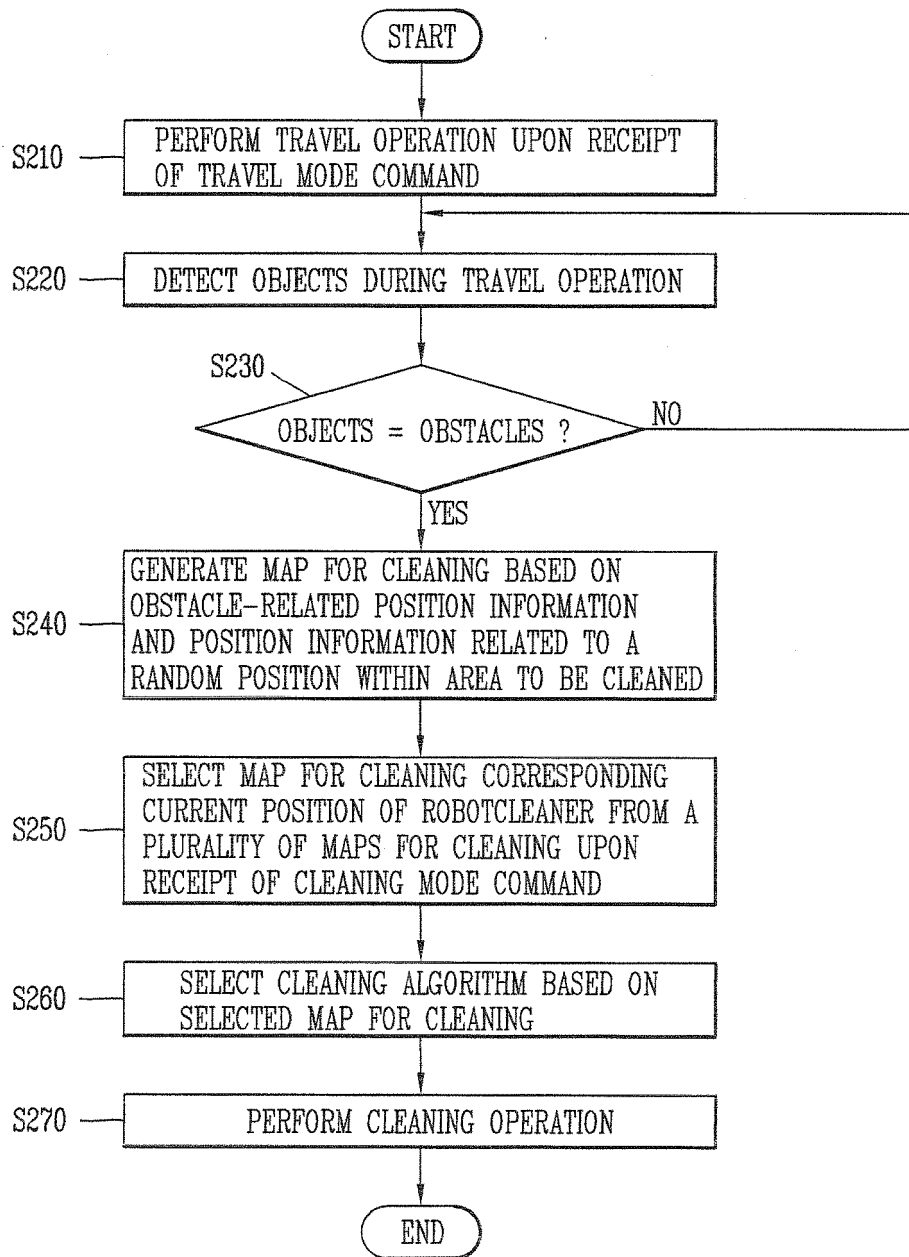 START
S210
PERFORM TRAVEL OPERATION UPON RECEIPT
OF TRAVEL MODE COMMAND
S220
DETECT OBJECTS DURING TRAVEL OPERATION
S230
OBJECTS = OBSTACLES ?
NO
YES
S240
GENERATE MAP FOR CLEANING BASED ON
OBSTACLE-RELATED POSITION INFORMATION
AND POSITION INFORMATION RELATED TO A
RANDOM POSITION WITHIN AREA TO BE CLEANED
S250
SELECT MAP FOR CLEANING CORRESPONDING
CURRENT POSITION OF ROBOTCLEANER FROM A
PLURALITY OF MAPS FOR CLEANING UPON
RECEIPT OF CLEANING MODE COMMAND
S260
SELECT CLEANING ALGORITHM BASED ON
SELECTED MAP FOR CLEANING
S270
PERFORM CLEANING OPERATION
END